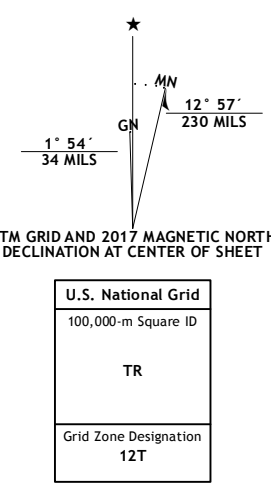 MN
GN
12° 57´
230 MILS
1° 54´
34 MILS
TM GRID AND 2017 MAGNETIC NORTH
DECLINATION AT CENTER OF SHEET
U.S. National Grid
100,000-m Square ID
TR
Grid Zone Designation
12T